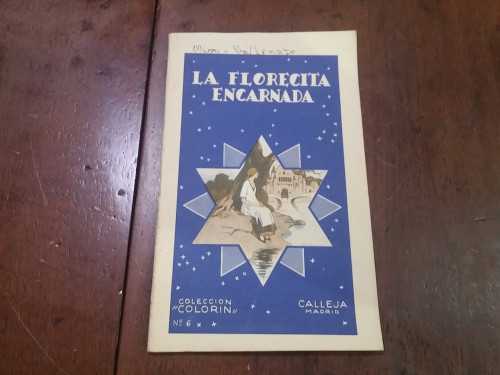 LA FLORECITA
ENCARNADA
COLECCION
"COLORIN"
Nº 6
CALLEJA
MADRID